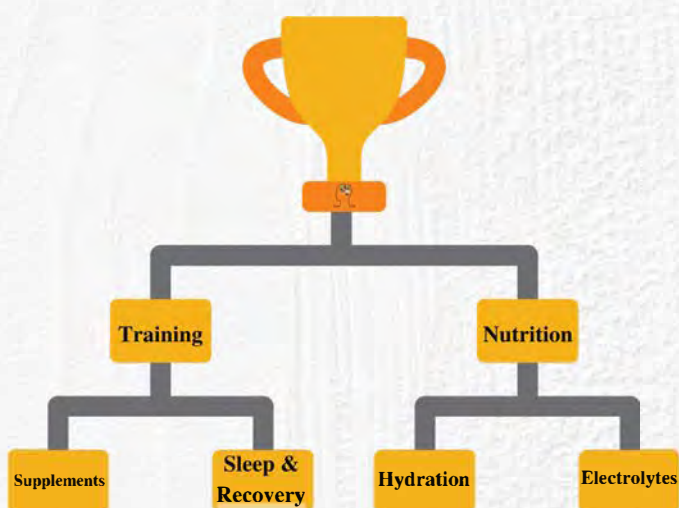 Training
Nutrition
Supplements
Sleep &
Recovery
Hydration
Electrolytes